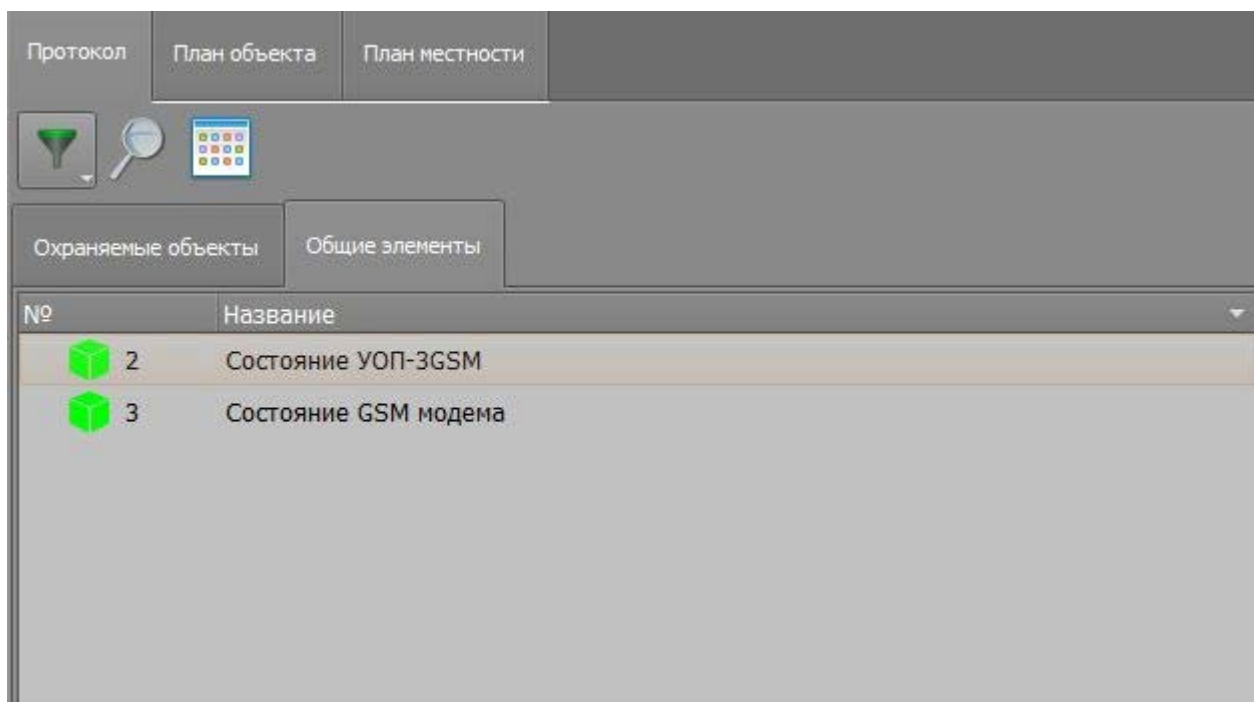 Протокол План объекта План местности
Охраняемые объекты Общие элементы
№ Название
2 Состояние УОП-3GSM
3 Состояние GSM модема